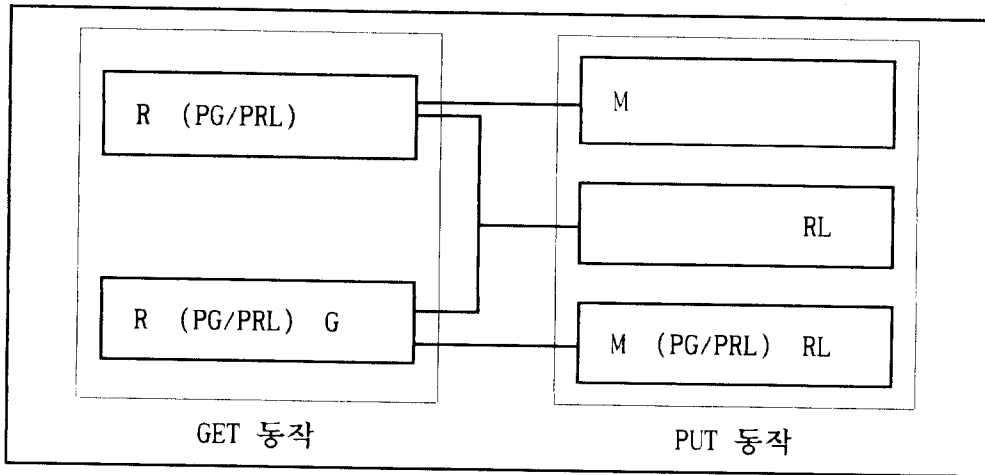 R (PG/PRL)
R (PG/PRL) G
GET 동작
M
RL
M (PG/PRL) RL
PUT 동작